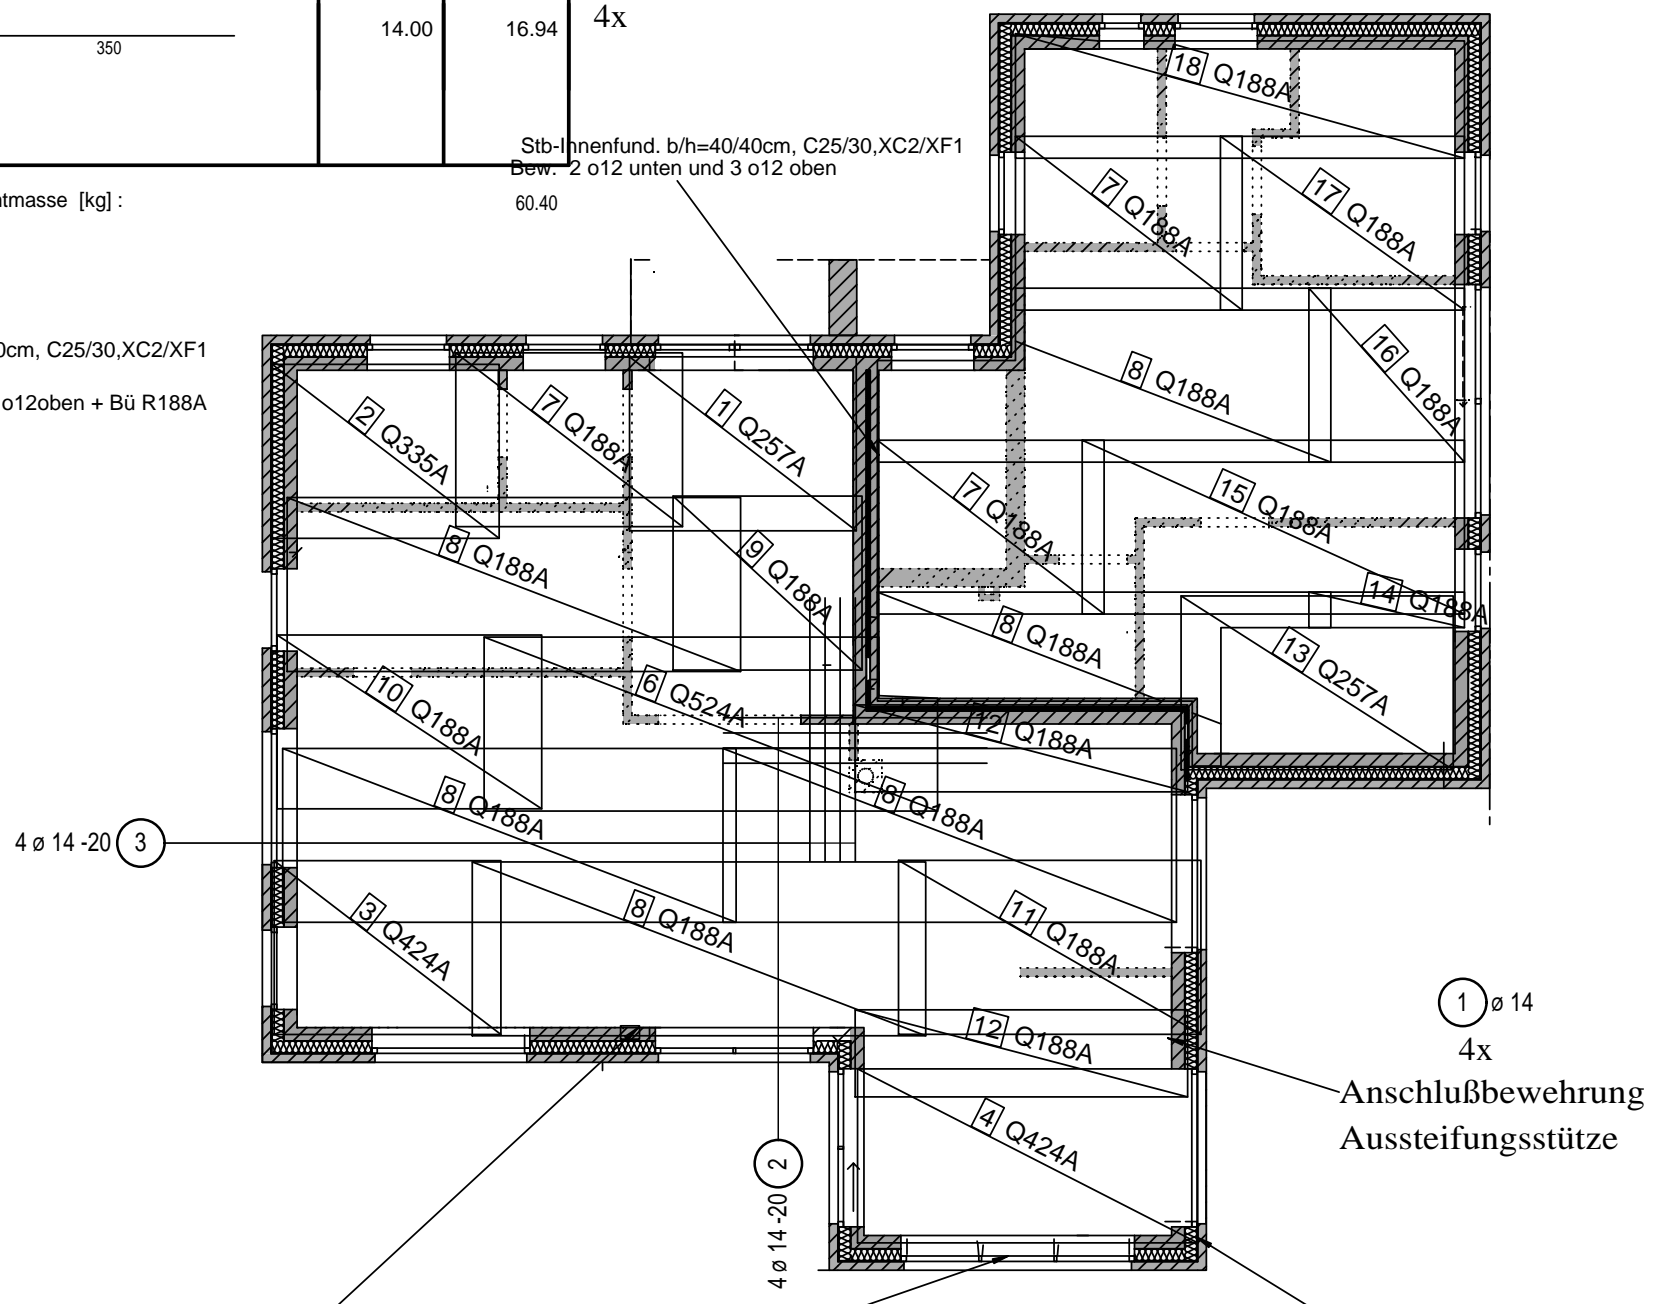 14.00 16.94 4x
350
Stb-Innenfund. b/h=40/40cm, C25/30,XC2/XF1
Bew.: 2 o12 unten und 3 o12 oben
ntmasse [kg] : 60.40
0cm, C25/30,XC2/XF1
o12oben + Bü R188A
18 Q188A
7 Q188A
17 Q188A
8 Q188A
16 Q188A
2 Q335A
7 Q188A
1 Q257A
7 Q188A
15 Q188A
14 Q188A
8 Q188A
9 Q188A
8 Q188A
13 Q257A
10 Q188A
6 Q524A
12 Q188A
8 Q188A
8 Q188A
4 ø 14 -20 3
3 Q424A
8 Q188A
11 Q188A
12 Q188A
4 Q424A
1 ø 14
4x
Anschlußbewehrung
Aussteifungsstütze
4 ø 14 -20 2